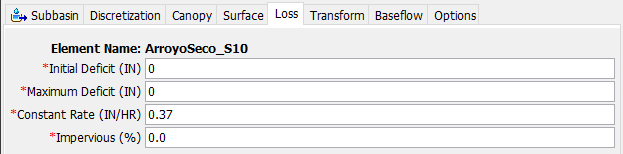 Subbasin Discretization Canopy Surface Loss Transform Baseflow Options
Element Name: ArroyoSeco_S10
*Initial Deficit (IN) 0
*Maximum Deficit (IN) 0
*Constant Rate (IN/HR) 0.37
*Impervious (%) 0.0